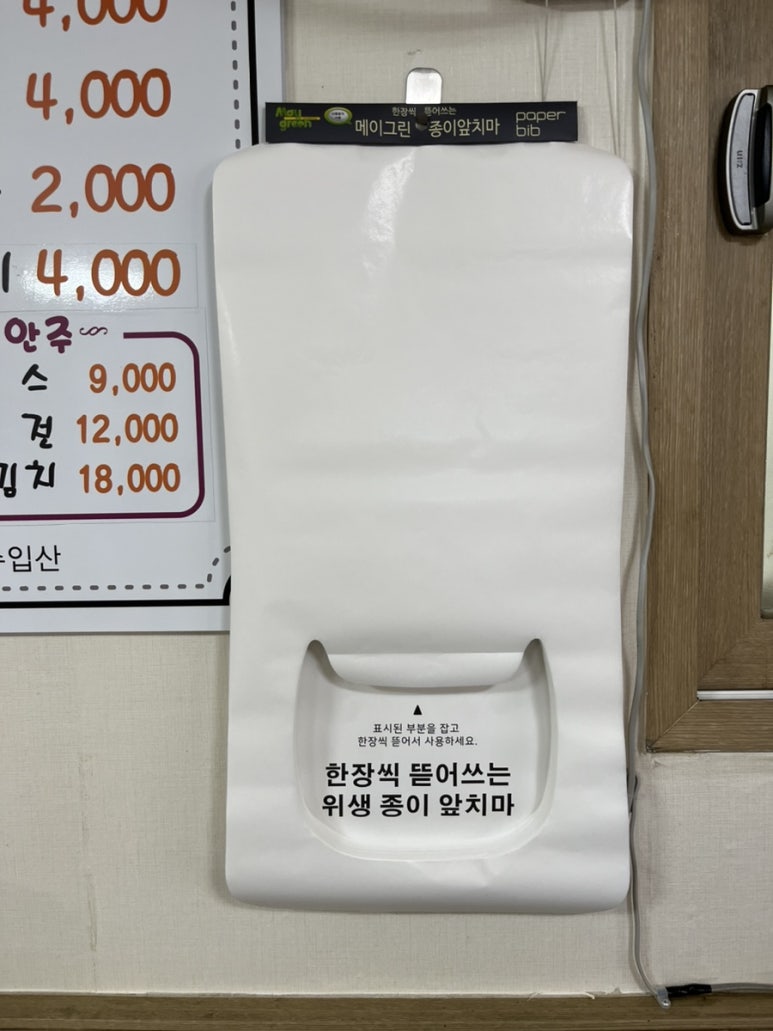 4,000
4,000
2,000
4,000
안주
스 9,000
전 12,000
김치 18,000
수입산
May green
한장씩 뜯어쓰는
메이그린 종이앞치마
paper
bib
▲
표시된 부분을 잡고
한장씩 뜯어서 사용하세요.
한장씩 뜯어쓰는
위생 종이 앞치마